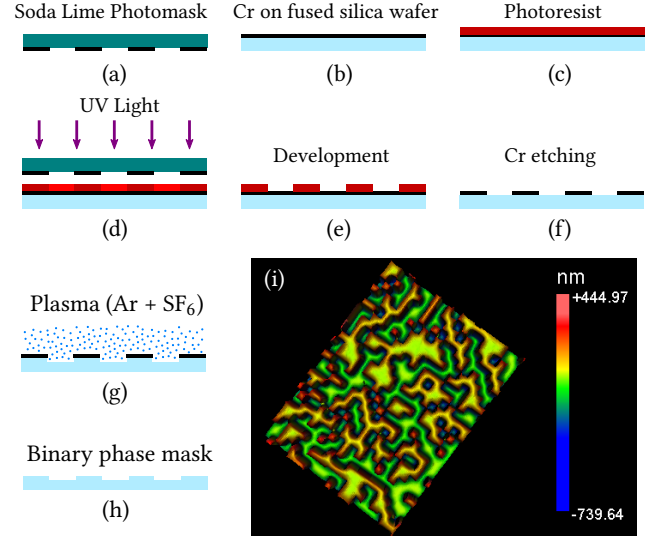 Soda Lime Photomask
Cr on fused silica wafer
Photoresist
(a)
(b)
(c)
UV Light
Development
Cr etching
(d)
(e)
(f)
Plasma (Ar + SF₆)
(g)
Binary phase mask
(h)
(i)
nm
+444.97
-739.64